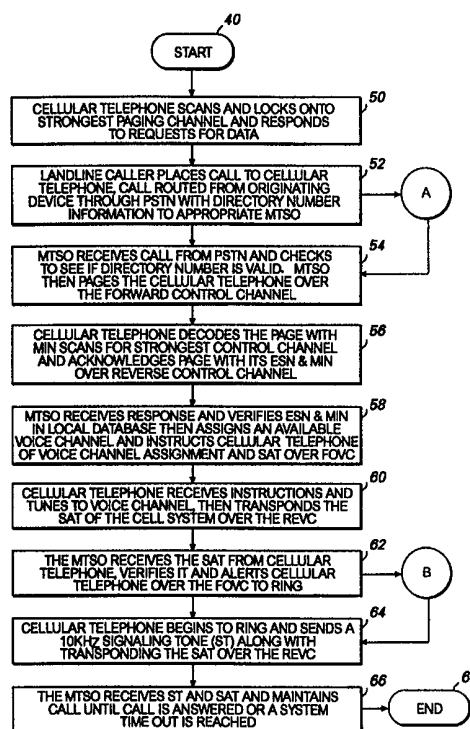 40
START
50
CELLULAR TELEPHONE SCANS AND LOCKS ONTO
STRONGEST PAGING CHANNEL AND RESPONDS
TO REQUESTS FOR DATA
52
LANDLINE CALLER PLACES CALL TO CELLULAR
TELEPHONE, CALL ROUTED FROM ORIGINATING
DEVICE THROUGH PSTN WITH DIRECTORY NUMBER
INFORMATION TO APPROPRIATE MTSO
A
54
MTSO RECEIVES CALL FROM PSTN AND CHECKS
TO SEE IF DIRECTORY NUMBER IS VALID. MTSO
THEN PAGES THE CELLULAR TELEPHONE OVER
THE FORWARD CONTROL CHANNEL
56
CELLULAR TELEPHONE DECODES THE PAGE WITH
MIN SCANS FOR STRONGEST CONTROL CHANNEL
AND ACKNOWLEDGES PAGE WITH ITS ESN & MIN
OVER REVERSE CONTROL CHANNEL
58
MTSO RECEIVES RESPONSE AND VERIFIES ESN & MIN
IN LOCAL DATABASE THEN ASSIGNS AN AVAILABLE
VOICE CHANNEL AND INSTRUCTS CELLULAR TELEPHONE
OF VOICE CHANNEL ASSIGNMENT AND SAT OVER FOVC
60
CELLULAR TELEPHONE RECEIVES INSTRUCTIONS AND
TUNES TO VOICE CHANNEL, THEN TRANSPONDS THE
SAT OF THE CELL SYSTEM OVER THE REVC
62
THE MTSO RECEIVES THE SAT FROM CELLULAR
TELEPHONE, VERIFIES IT AND ALERTS CELLULAR
TELEPHONE OVER THE FOVC TO RING
B
64
CELLULAR TELEPHONE BEGINS TO RING AND SENDS A
10KHz SIGNALING TONE (ST) ALONG WITH
TRANSPONDING THE SAT OVER THE REVC
66
THE MTSO RECEIVES ST AND SAT AND MAINTAINS
CALL UNTIL CALL IS ANSWERED OR A SYSTEM
TIME OUT IS REACHED
END